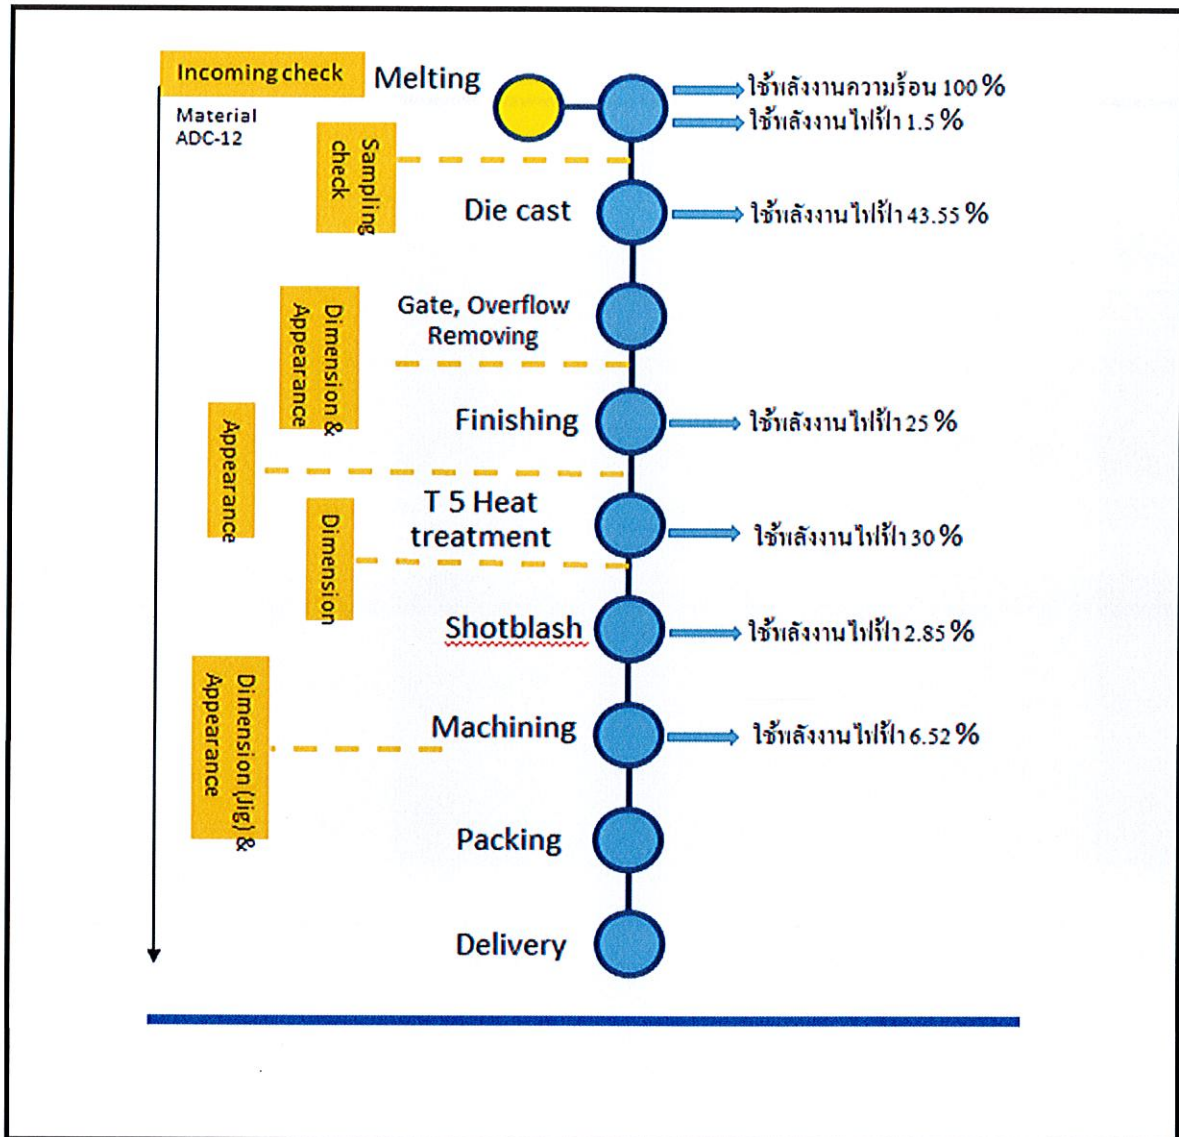 Incoming check
Melting
Material
ADC-12
ใช้พลังงานความร้อน 100 %
ใช้พลังงานไฟฟ้า 1.5 %
Sampling
check
Die cast
ใช้พลังงานไฟฟ้า 43.55 %
Gate, Overflow
Removing
Dimension &
Appearance
Finishing
ใช้พลังงานไฟฟ้า 25 %
Appearance
T 5 Heat
treatment
ใช้พลังงานไฟฟ้า 30 %
Dimension
Shotblash
ใช้พลังงานไฟฟ้า 2.85 %
Machining
ใช้พลังงานไฟฟ้า 6.52 %
Dimension (Jig) &
Appearance
Packing
Delivery